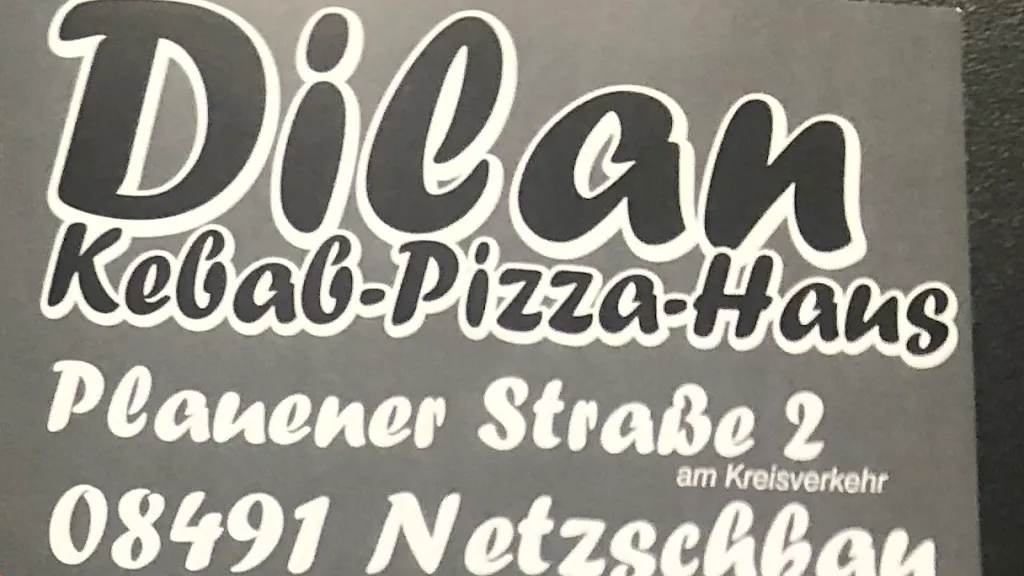 Dilan
Kebab-Pizza-Haus
Plauener Straße 2
am Kreisverkehr
08491 Netzschkau